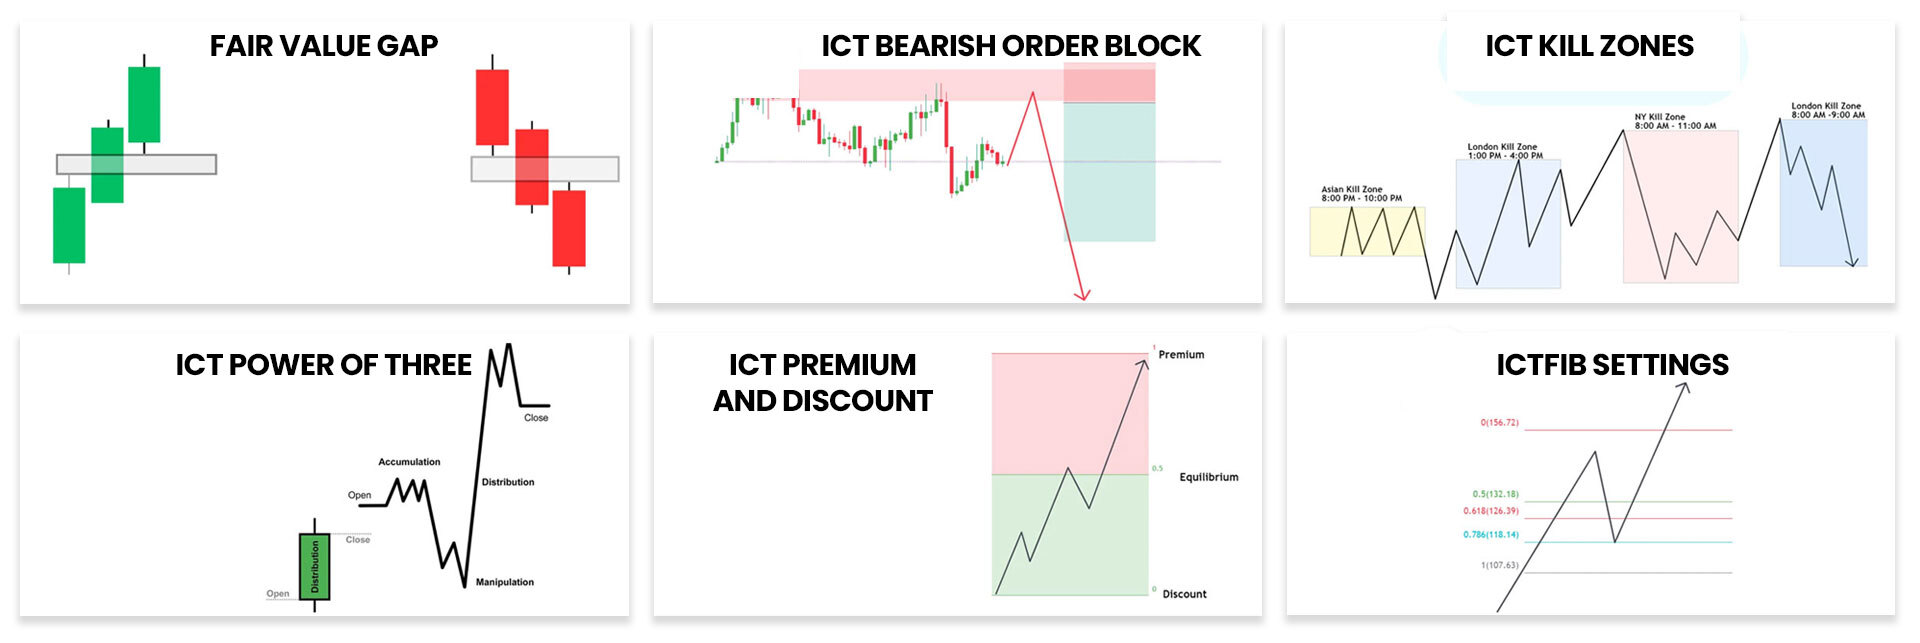 FAIR VALUE GAP
ICT BEARISH ORDER BLOCK
ICT KILL ZONES
Asian Kill Zone
8:00 PM - 10:00 PM
London Kill Zone
1:00 PM - 4:00 PM
NY Kill Zone
8:00 AM - 11:00 AM
London Kill Zone
8:00 AM -9:00 AM
ICT POWER OF THREE
Accumulation
Open
Close
Distribution
Manipulation
Distribution
Close
Open
ICT PREMIUM
AND DISCOUNT
1
Premium
0.5
Equilibrium
0
Discount
ICTFIB SETTINGS
0(156.72)
0.5(132.18)
0.618(126.39)
0.786(118.14)
1(107.63)